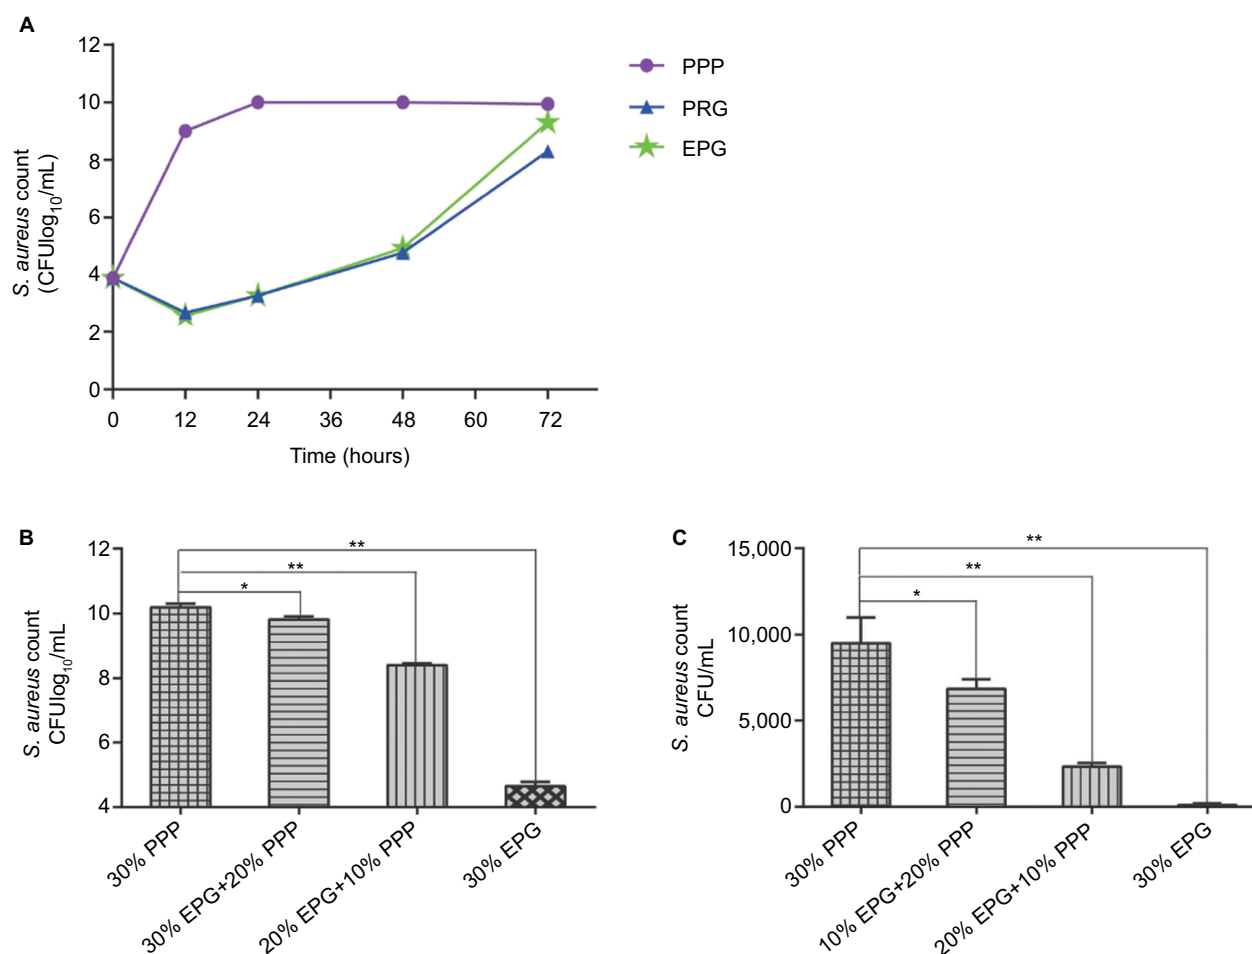 A
12
10
8
6
4
2
0
S. aureus count
(CFUlog10/mL)
0 12 24 36 48 60 72
Time (hours)
PPP
PRG
EPG
B
12
10
8
6
4
S. aureus count
CFUlog10/mL
**
**
*
30% PPP
30% EPG+20% PPP
20% EPG+10% PPP
30% EPG
C
15,000
10,000
5,000
0
S. aureus count
CFU/mL
**
**
*
30% PPP
10% EPG+20% PPP
20% EPG+10% PPP
30% EPG